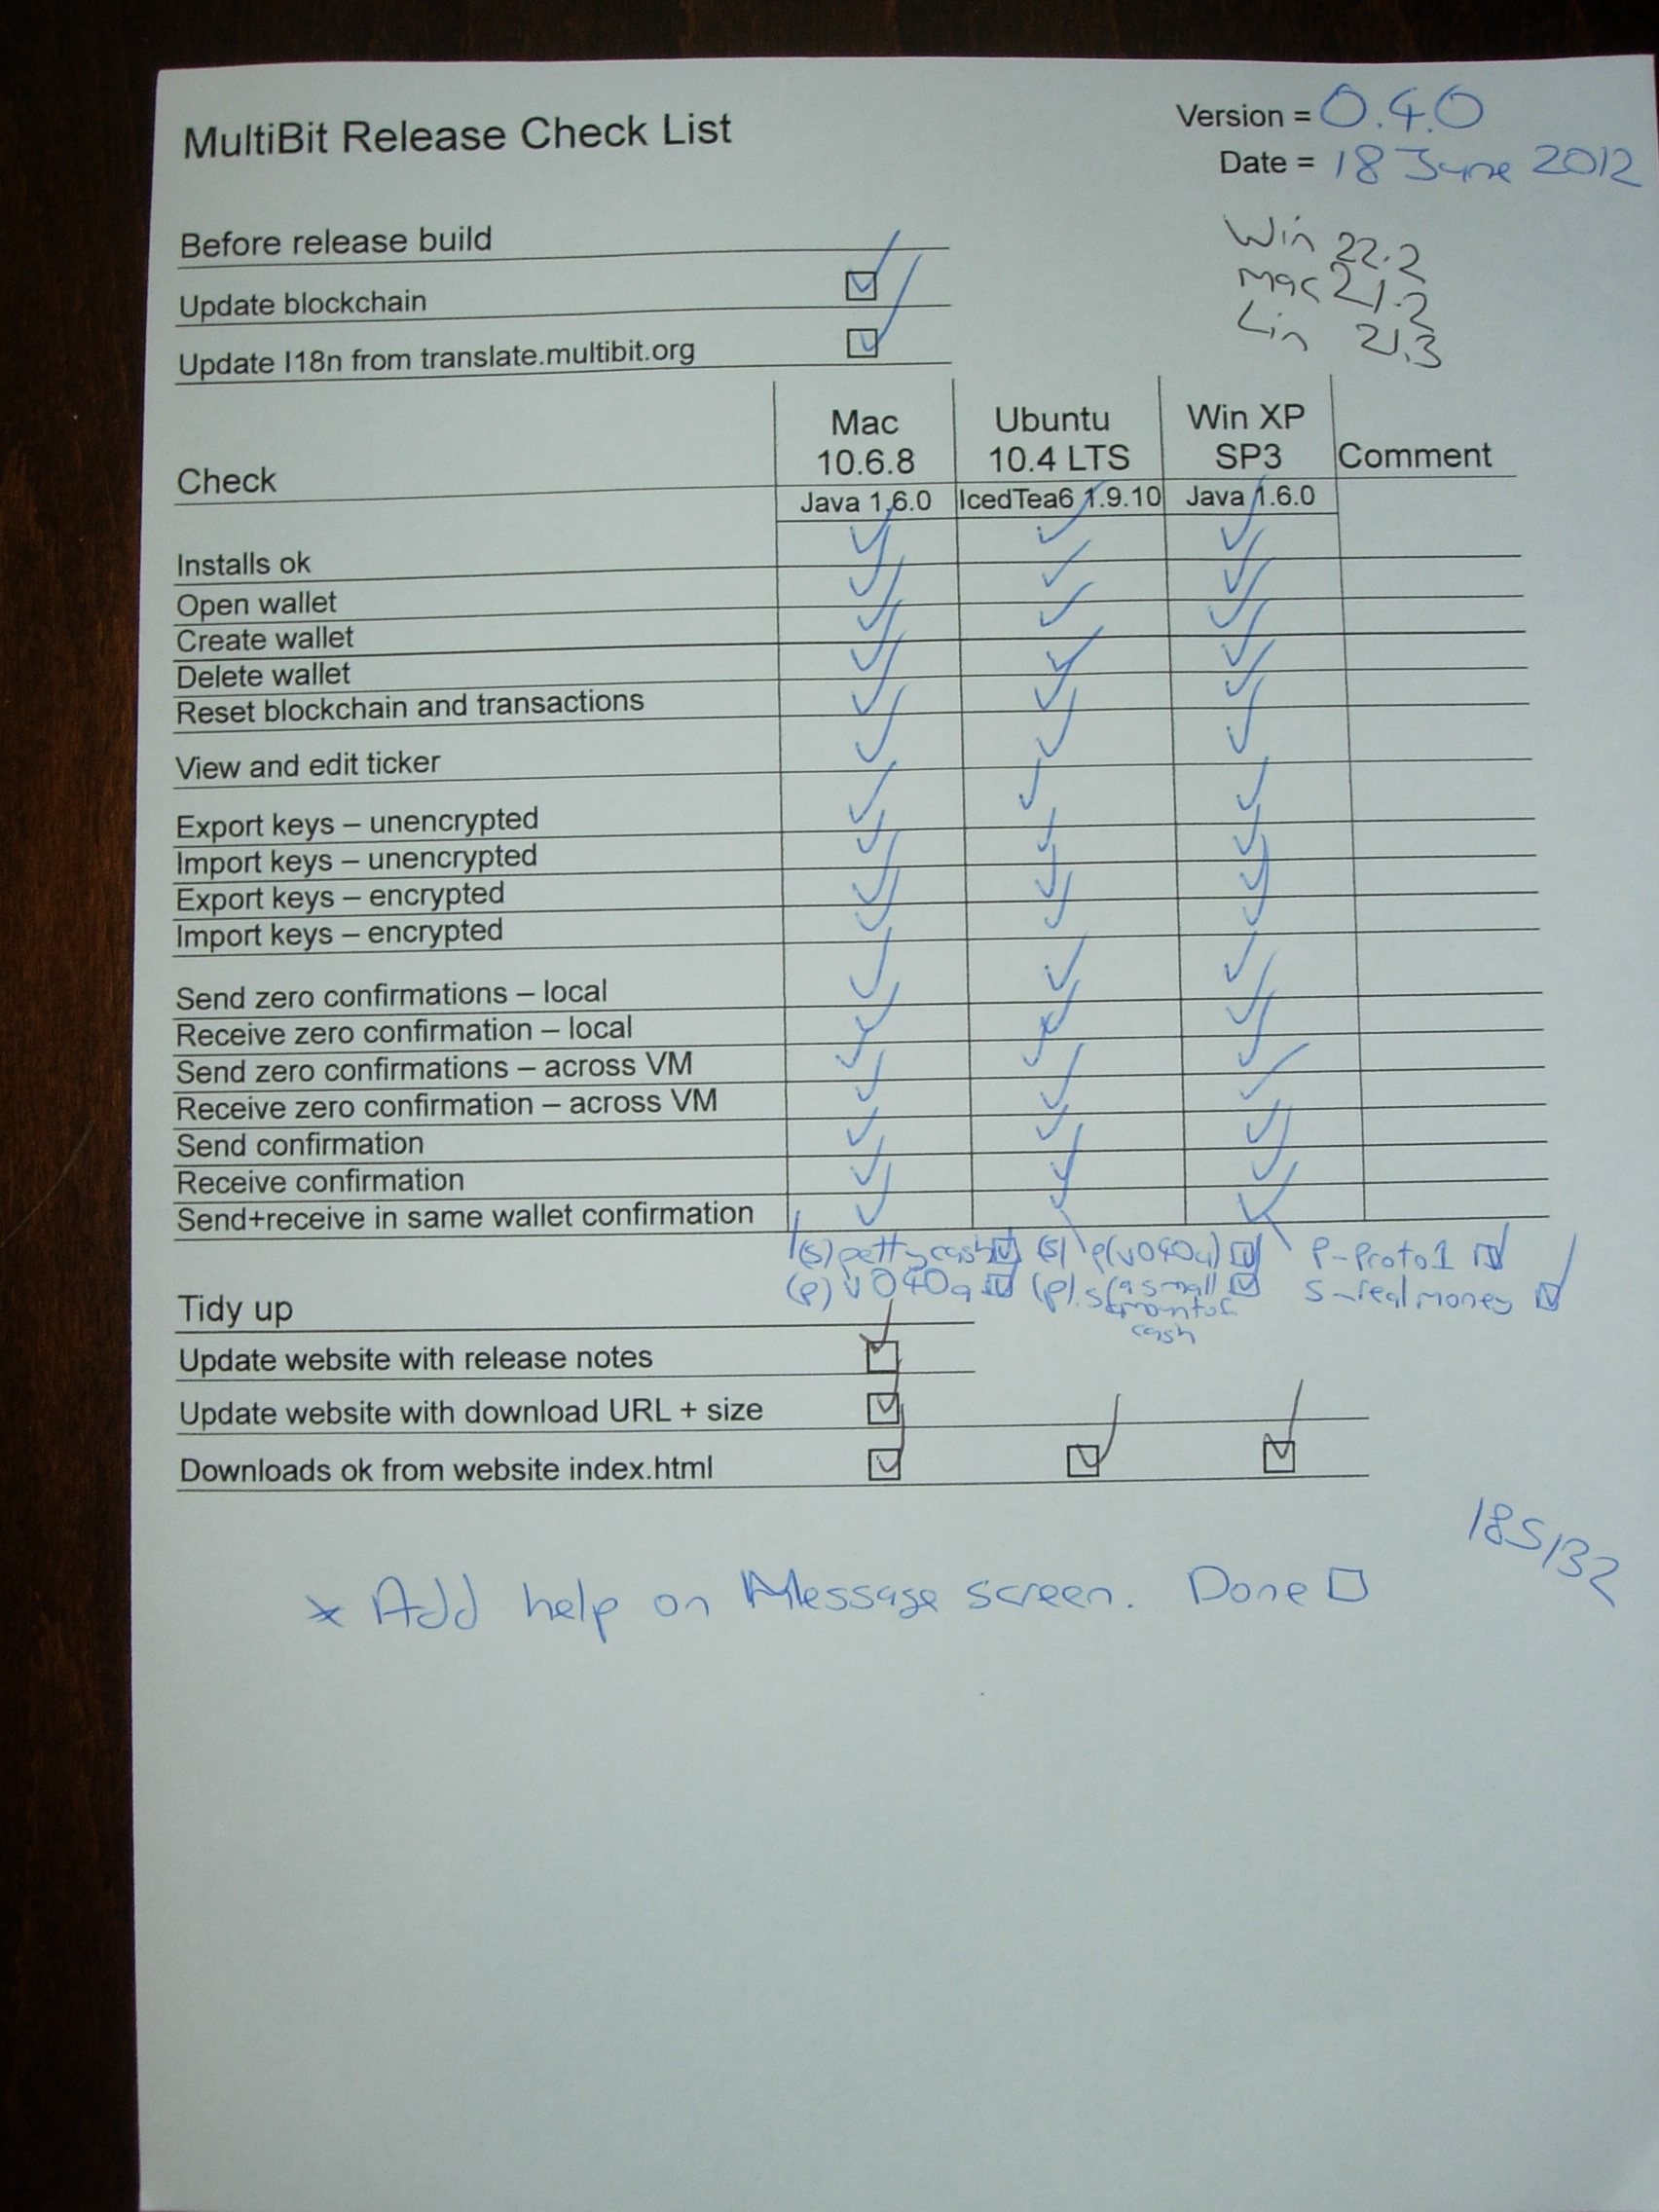 MultiBit Release Check List
Version = 0.4.0
Date = 18 June 2012
Win 22.2
Mac 21.2
Lin 21.3
Before release build
Update blockchain
Update I18n from translate.multibit.org
Check
Mac 10.6.8
Ubuntu 10.4 LTS
Win XP SP3
Comment
Java 1.6.0
IcedTea6 1.9.10
Java 1.6.0
Installs ok
Open wallet
Create wallet
Delete wallet
Reset blockchain and transactions
View and edit ticker
Export keys – unencrypted
Import keys – unencrypted
Export keys – encrypted
Import keys – encrypted
Send zero confirmations – local
Receive zero confirmation – local
Send zero confirmations – across VM
Receive zero confirmation – across VM
Send confirmation
Receive confirmation
Send+receive in same wallet confirmation
(s) petty cash
(p) v040a
(s) p(v040u)
(p).s(a small
amount of
cash
P-Proto1
S-real money
Tidy up
Update website with release notes
Update website with download URL + size
Downloads ok from website index.html
185132
* Add help on Message screen. Done